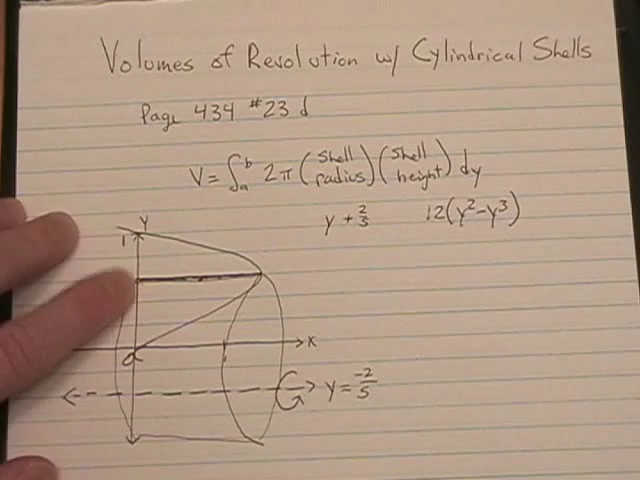 Volumes of Revolution w/ Cylindrical Shells
Page 434 #23 d
V = ∫ₐᵇ 2π (shell radius) (shell height) dy
y + 2/5 12(y² - y³)
Y
1
0
X
y = -2/5